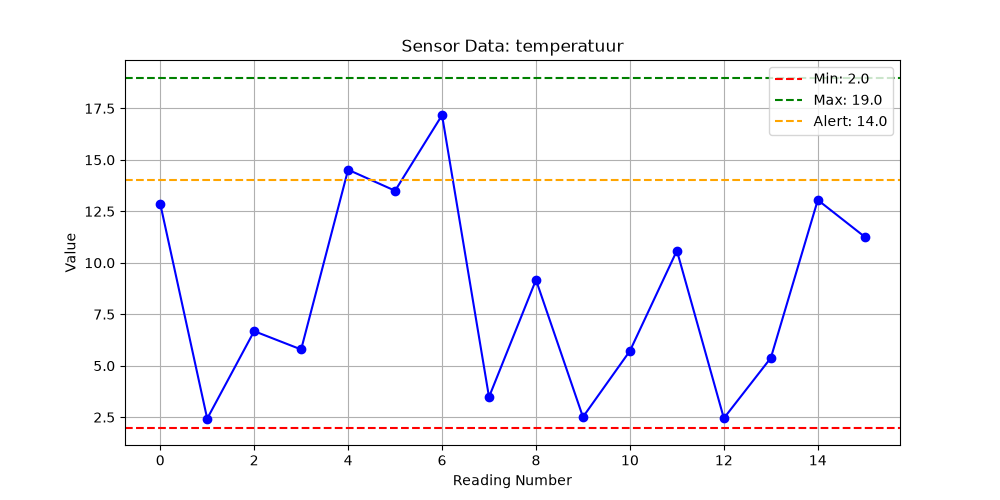 Sensor Data: temperatuur
Min: 2.0
Max: 19.0
Alert: 14.0
Value
17.5
15.0
12.5
10.0
7.5
5.0
2.5
0 2 4 6 8 10 12 14
Reading Number